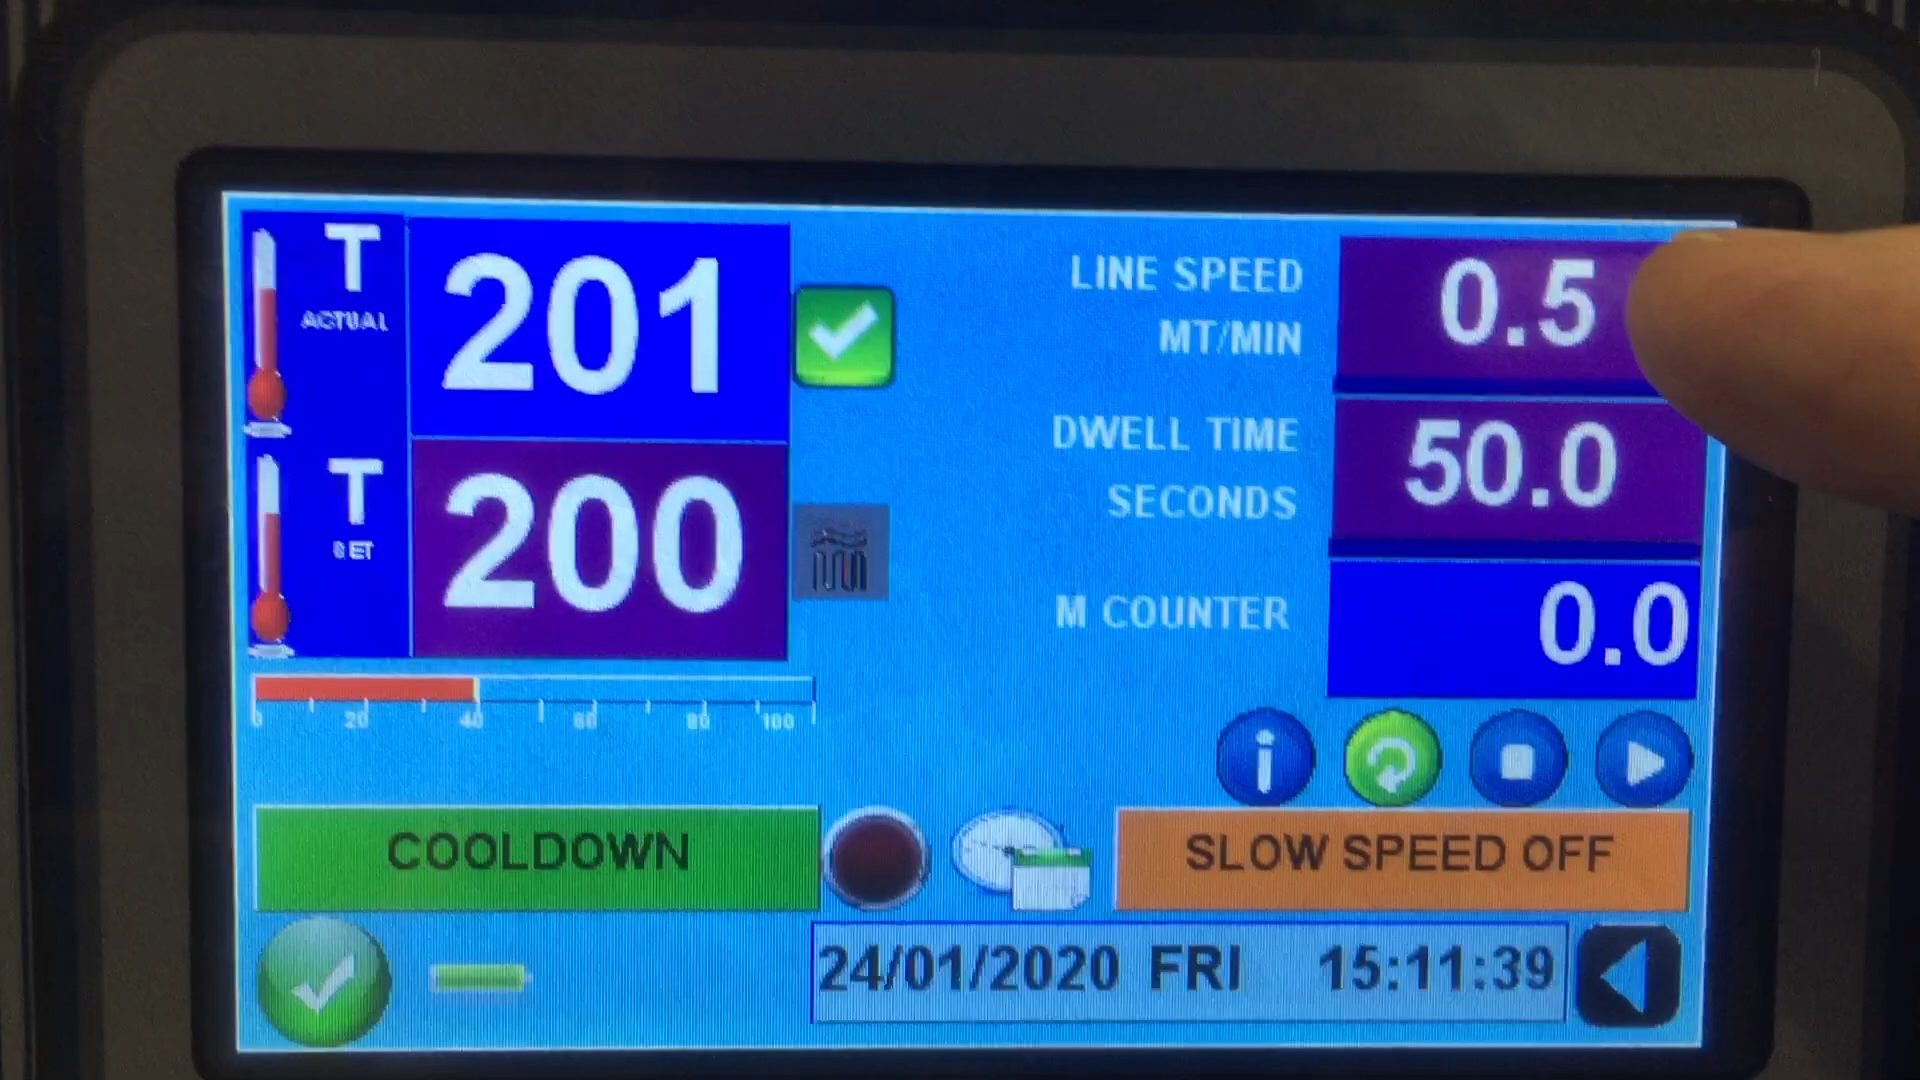 T
ACTUAL
201
LINE SPEED
MT/MIN
0.5
T
SET
200
DWELL TIME
SECONDS
50.0
M COUNTER
0.0
0 20 40 60 80 100
i
COOLDOWN
SLOW SPEED OFF
24/01/2020 FRI 15:11:39